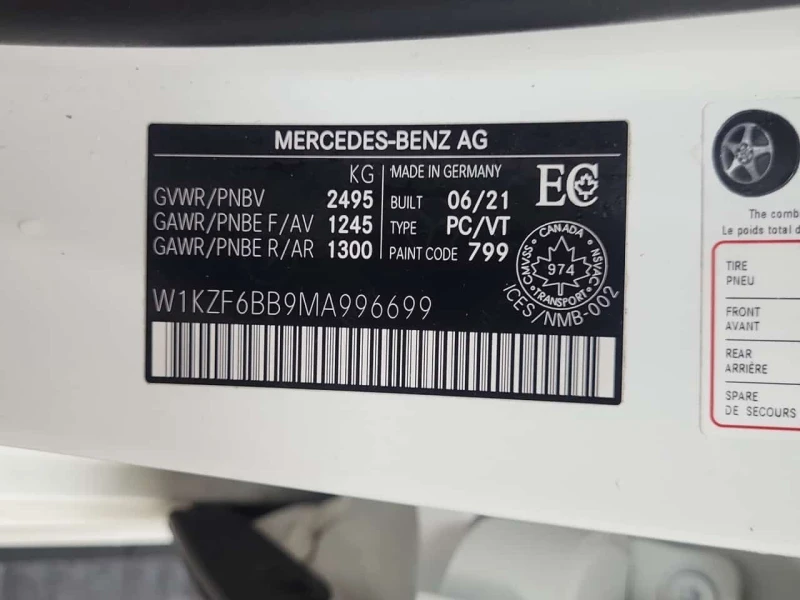 MERCEDES-BENZ AG
KG
GVWR/PNBV 2495
GAWR/PNBE F/AV 1245
GAWR/PNBE R/AR 1300
MADE IN GERMANY
BUILT 06/21
TYPE PC/VT
PAINT CODE 799
EC
CANADA
CMVSS 974 NSVAC
TRANSPORT
ICES/NMB-002
W1KZF6BB9MA996699
The comb
Le poids total d
TIRE
PNEU
FRONT
AVANT
REAR
ARRIÈRE
SPARE
DE SECOURS